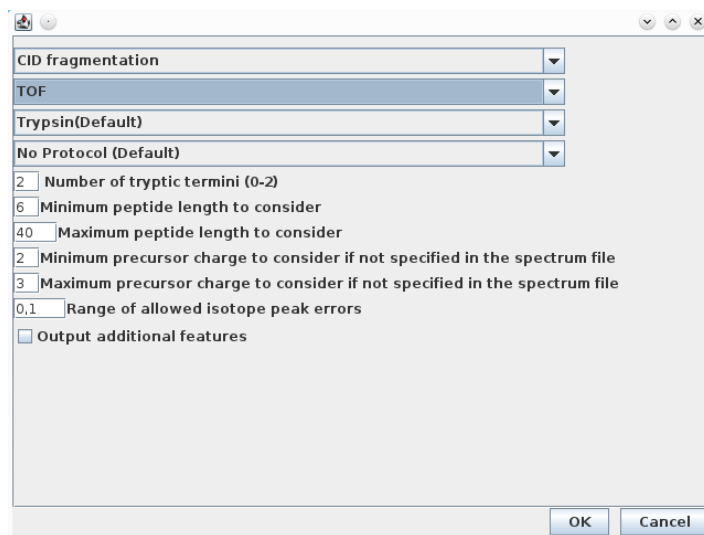 CID fragmentation
TOF
Trypsin(Default)
No Protocol (Default)
2 Number of tryptic termini (0-2)
6 Minimum peptide length to consider
40 Maximum peptide length to consider
2 Minimum precursor charge to consider if not specified in the spectrum file
3 Maximum precursor charge to consider if not specified in the spectrum file
0,1 Range of allowed isotope peak errors
Output additional features
OK Cancel